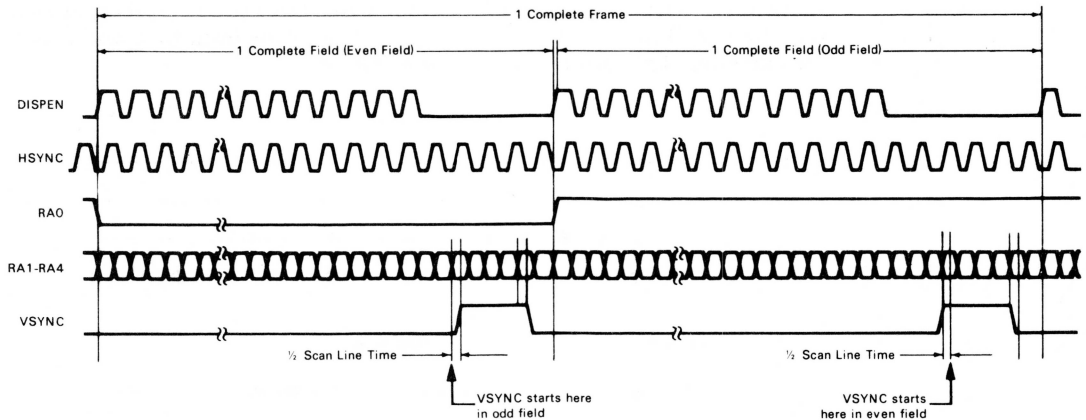 1 Complete Frame
1 Complete Field (Even Field)
1 Complete Field (Odd Field)
DISPEN
HSYNC
RA0
RA1-RA4
VSYNC
½ Scan Line Time
½ Scan Line Time
VSYNC starts here
in odd field
VSYNC starts
here in even field